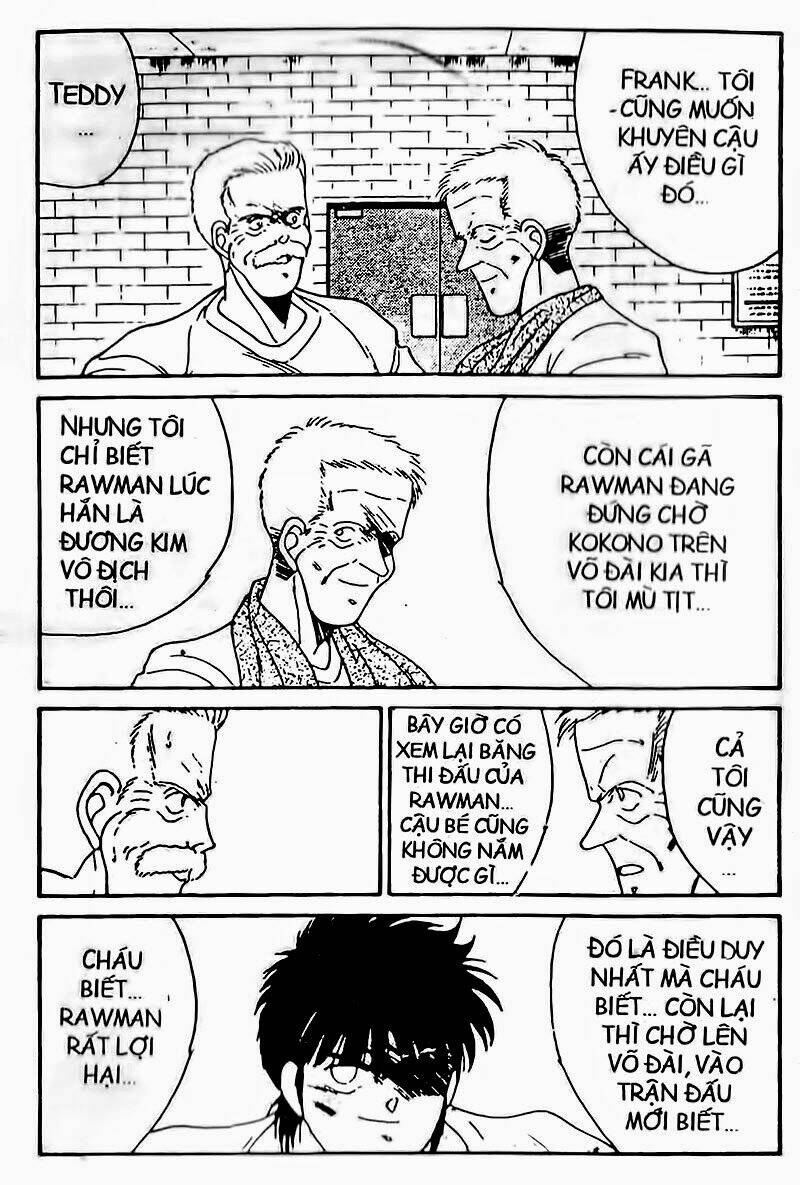 TEDDY
...
FRANK... TÔI
CŨNG MUỐN
KHUYÊN CẬU
ẤY ĐIỀU GÌ
ĐÓ...
NHƯNG TÔI
CHỈ BIẾT
RAWMAN LÚC
HẮN LÀ
ĐƯƠNG KIM
VÔ ĐỊCH
THÔI...
CÒN CÁI GÃ
RAWMAN ĐANG
ĐỨNG CHỜ
KOKONO TRÊN
VÕ ĐÀI KIA THÌ
TÔI MÙ TỊT...
BÂY GIỜ CÓ
XEM LẠI BĂNG
THI ĐẤU CỦA
RAWMAN...
CẬU BÉ CŨNG
KHÔNG NẮM
ĐƯỢC GÌ...
CẢ
TÔI
CŨNG
VẬY
...
CHÁU
BIẾT...
RAWMAN
RẤT LỢI
HẠI...
ĐÓ LÀ ĐIỀU DUY
NHẤT MÀ CHÁU
BIẾT... CÒN LẠI
THÌ CHỜ LÊN
VÕ ĐÀI, VÀO
TRẬN ĐẤU
MỚI BIẾT...